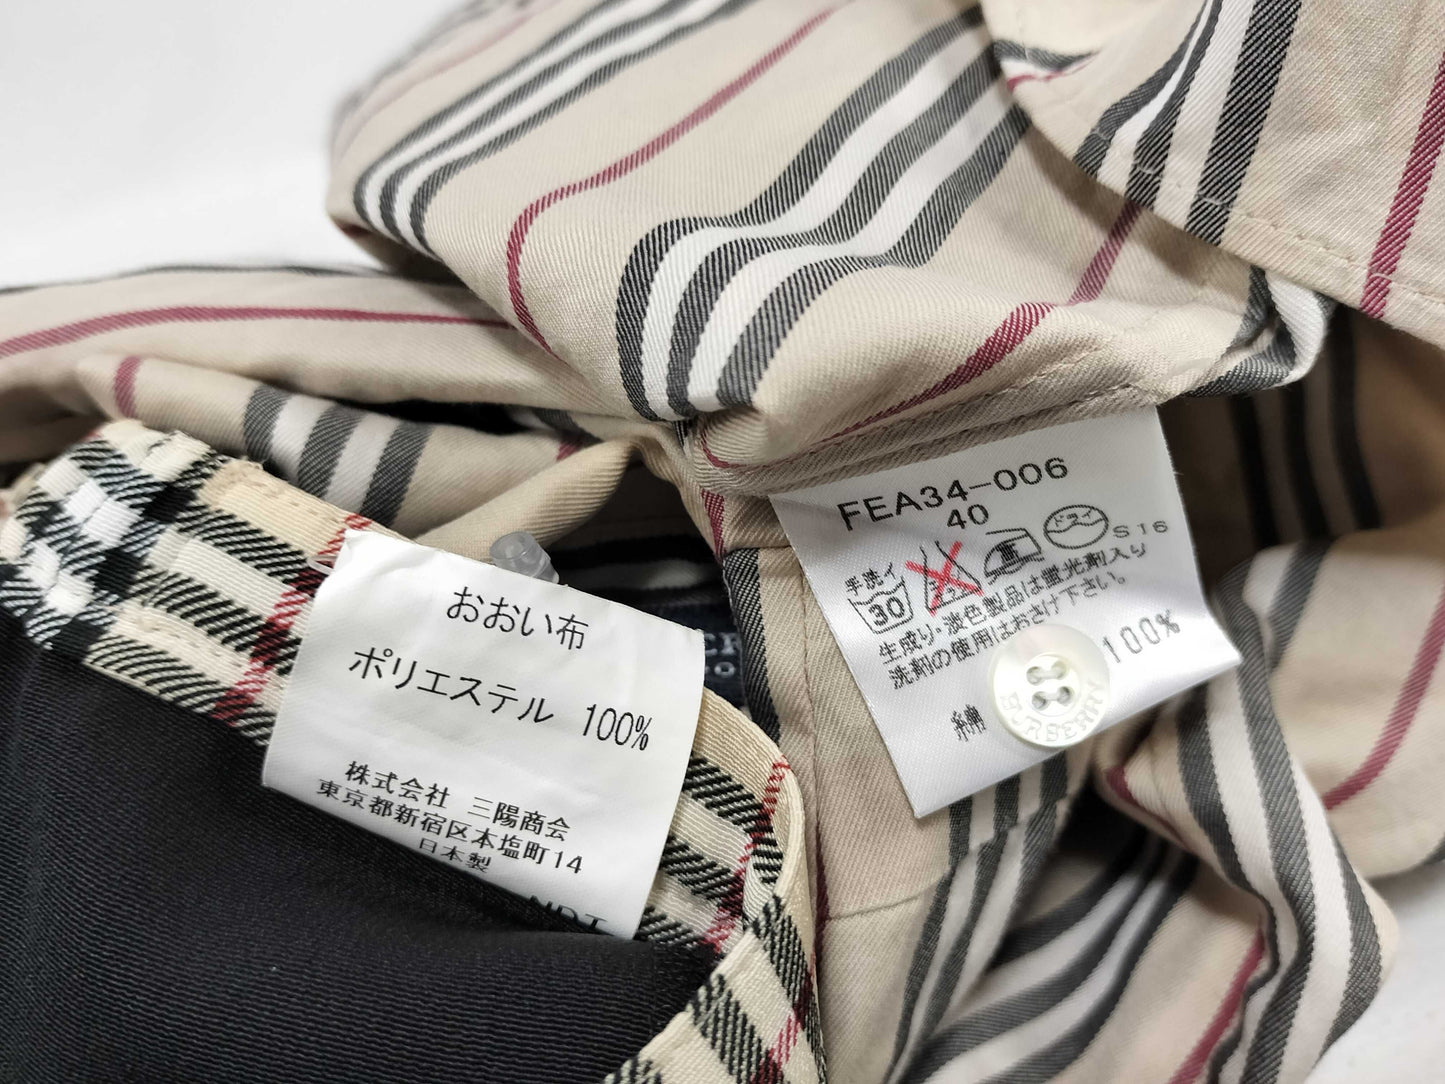 おおい布
ポリエステル 100%
株式会社 三陽商会
東京都新宿区本塩町14
日本製
FEA34-006
40
手洗イ
30
ドライ
S16
生成り・淡色製品は蛍光剤入り
洗剤の使用はおさけ下さい。
綿 100%
BURBERRY